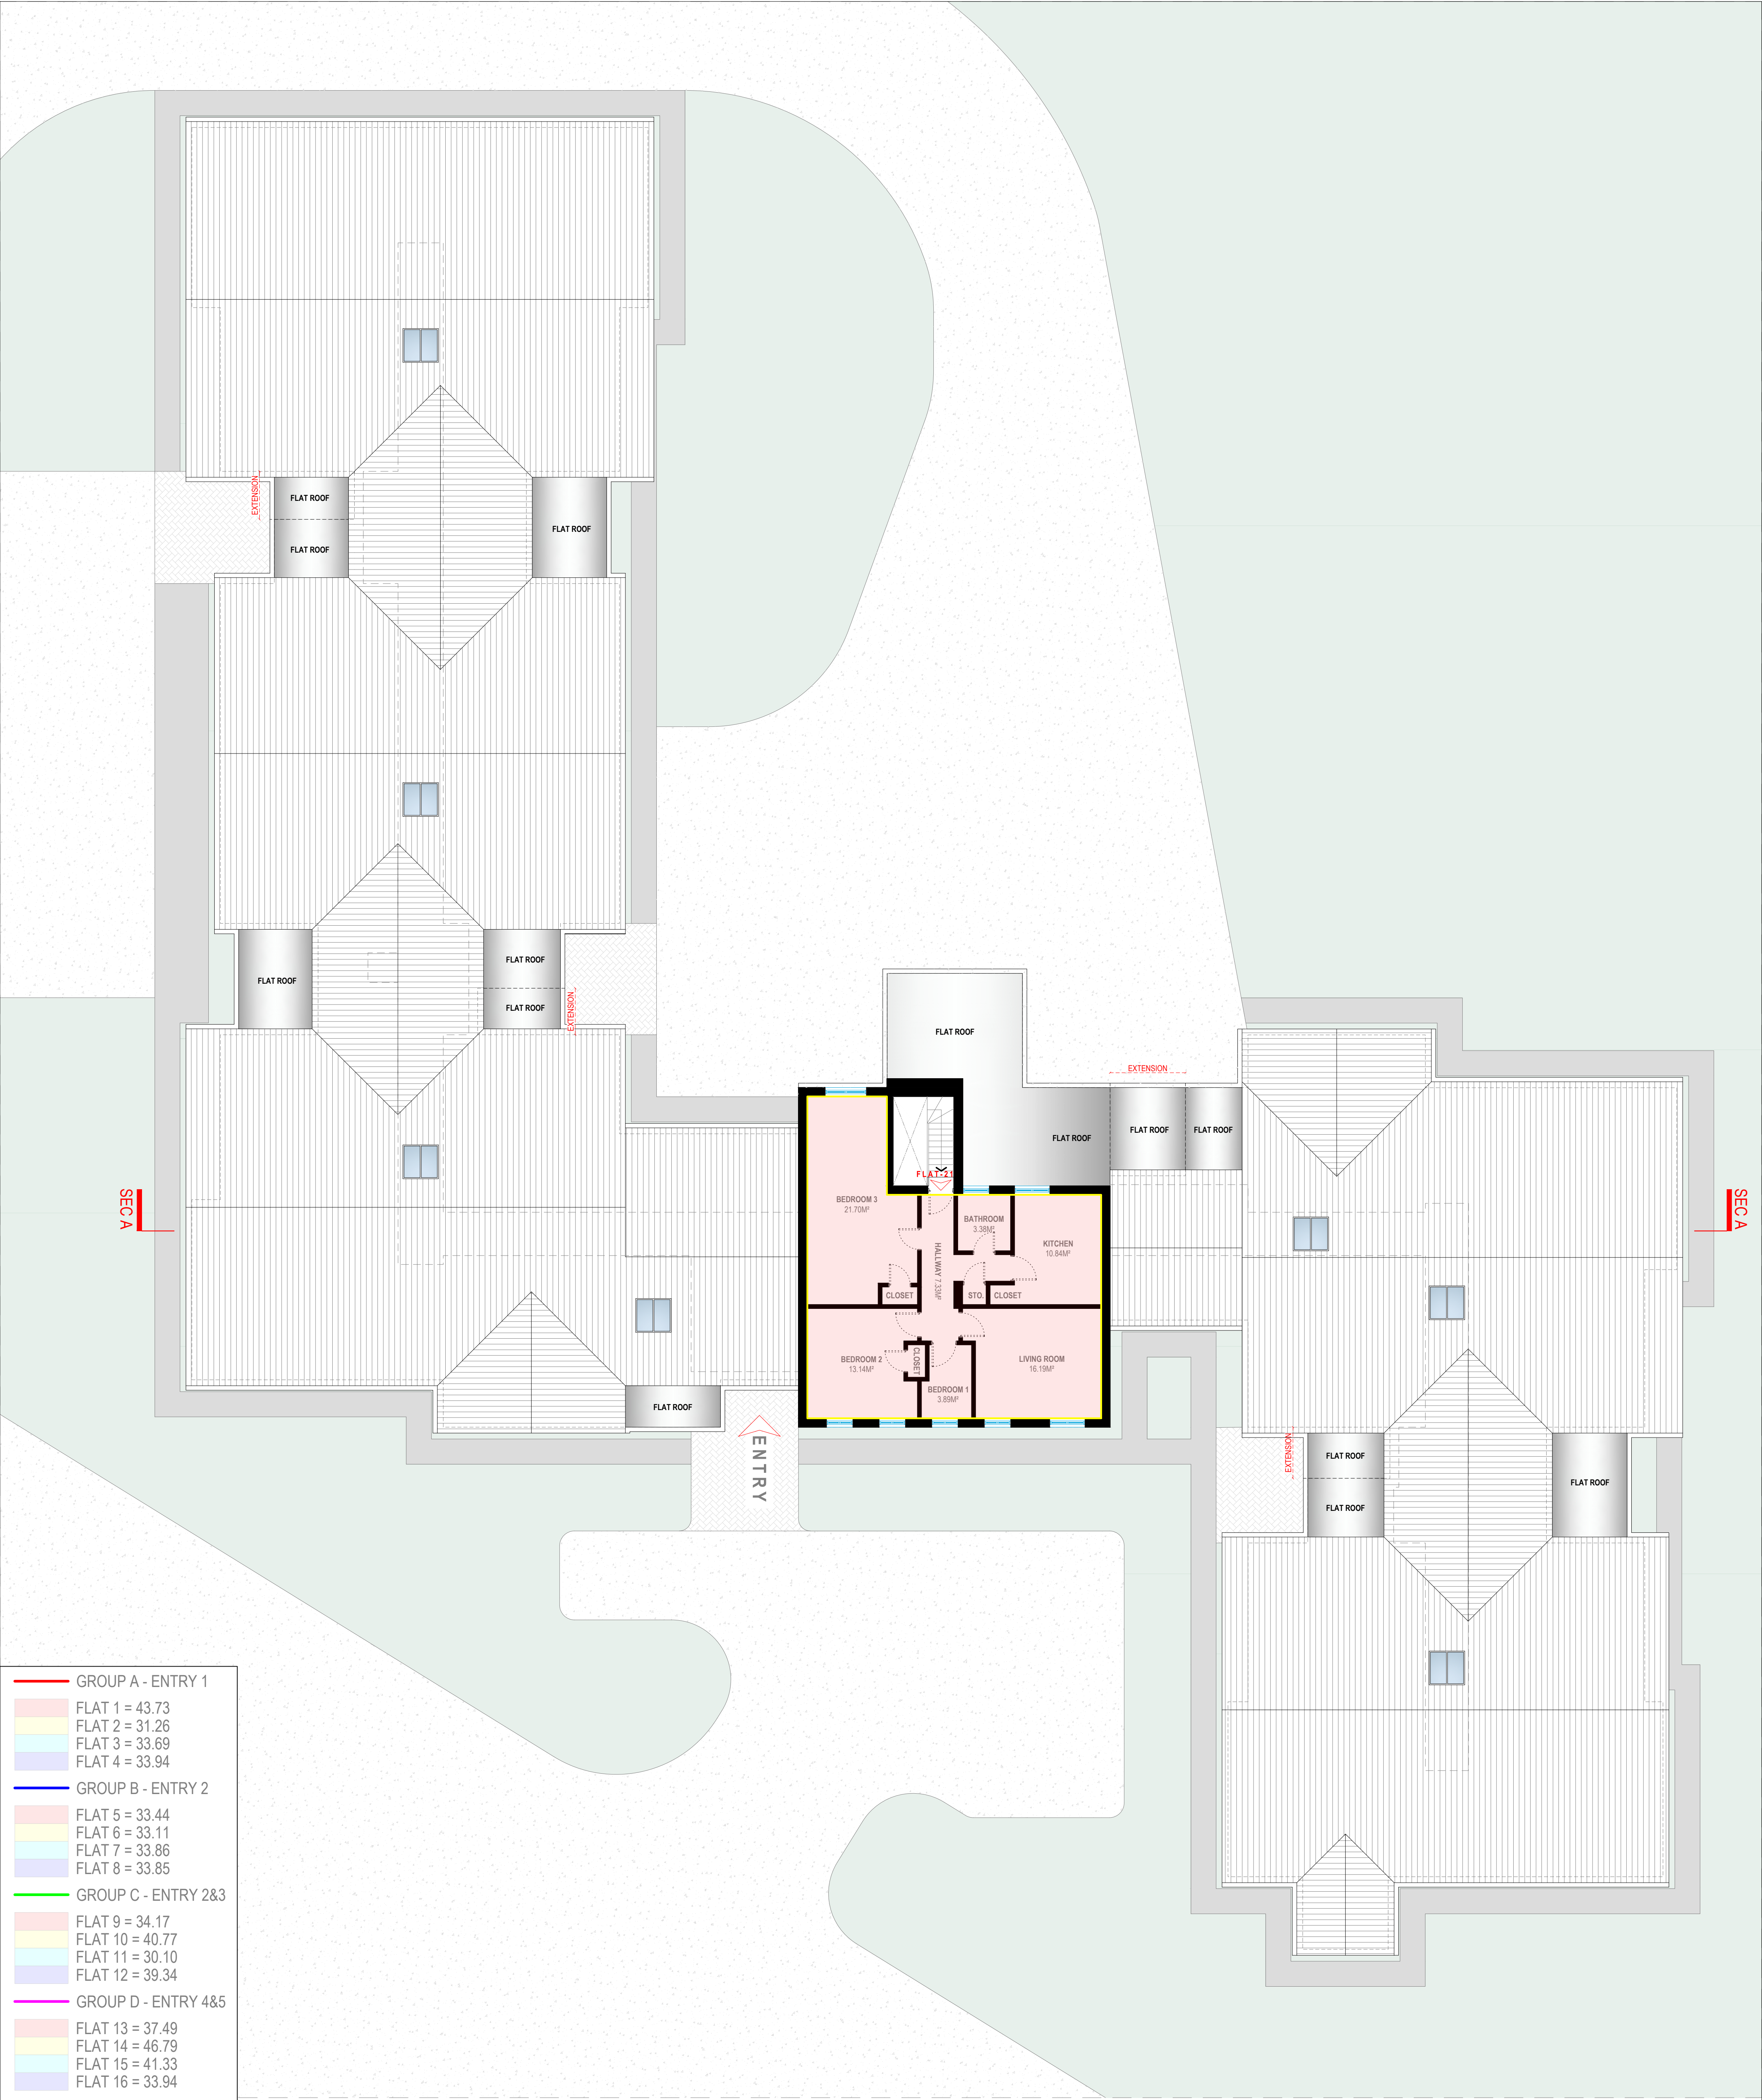 EXTENSION
FLAT ROOF
FLAT ROOF
FLAT ROOF
FLAT ROOF
FLAT ROOF
FLAT ROOF
EXTENSION
FLAT ROOF
EXTENSION
FLAT ROOF
FLAT ROOF
FLAT ROOF
FLAT-21
SEC A
SEC A
BEDROOM 3
21.70M²
BATHROOM
3.38M²
KITCHEN
10.84M²
HALLWAY 7.33M²
CLOSET
STO.
CLOSET
BEDROOM 2
13.14M²
CLOSET
LIVING ROOM
16.19M²
BEDROOM 1
3.89M²
FLAT ROOF
ENTRY
EXTENSION
FLAT ROOF
FLAT ROOF
FLAT ROOF
GROUP A - ENTRY 1
FLAT 1 = 43.73
FLAT 2 = 31.26
FLAT 3 = 33.69
FLAT 4 = 33.94
GROUP B - ENTRY 2
FLAT 5 = 33.44
FLAT 6 = 33.11
FLAT 7 = 33.86
FLAT 8 = 33.85
GROUP C - ENTRY 2&3
FLAT 9 = 34.17
FLAT 10 = 40.77
FLAT 11 = 30.10
FLAT 12 = 39.34
GROUP D - ENTRY 4&5
FLAT 13 = 37.49
FLAT 14 = 46.79
FLAT 15 = 41.33
FLAT 16 = 33.94